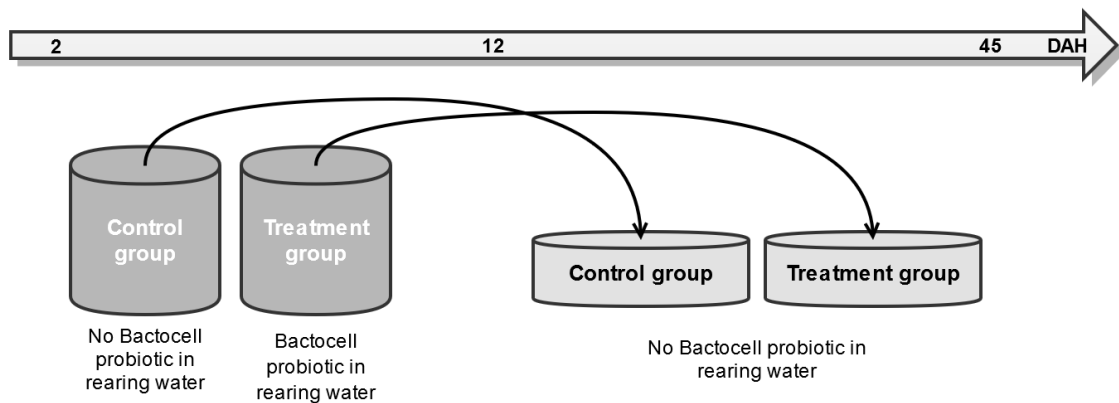 2 12 45 DAH
Control
group
Treatment
group
Control group
Treatment group
No Bactocell
probiotic in
rearing water
Bactocell
probiotic in
rearing water
No Bactocell probiotic in
rearing water